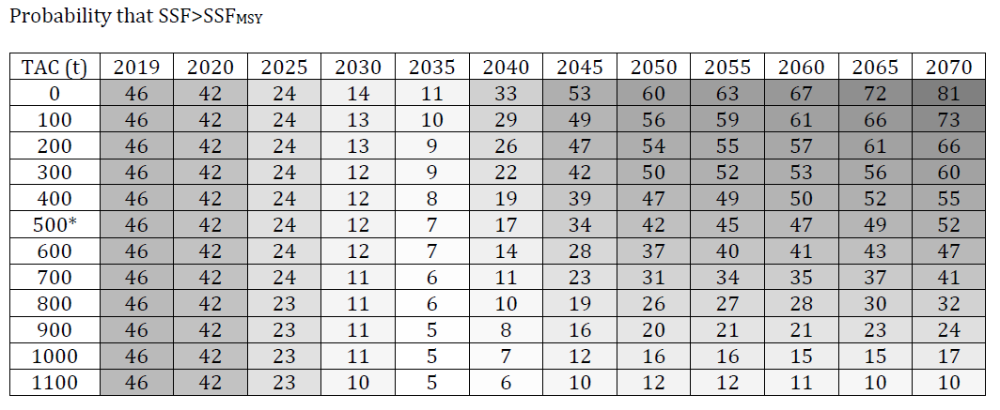 Probability that SSF>SSFMSY
TAC (t) 2019 2020 2025 2030 2035 2040 2045 2050 2055 2060 2065 2070
0 46 42 24 14 11 33 53 60 63 67 72 81
100 46 42 24 13 10 29 49 56 59 61 66 73
200 46 42 24 13 9 26 47 54 55 57 61 66
300 46 42 24 12 9 22 42 50 52 53 56 60
400 46 42 24 12 8 19 39 47 49 50 52 55
500* 46 42 24 12 7 17 34 42 45 47 49 52
600 46 42 24 12 7 14 28 37 40 41 43 47
700 46 42 24 11 6 11 23 31 34 35 37 41
800 46 42 23 11 6 10 19 26 27 28 30 32
900 46 42 23 11 5 8 16 20 21 21 23 24
1000 46 42 23 11 5 7 12 16 16 15 15 17
1100 46 42 23 10 5 6 10 12 12 11 10 10